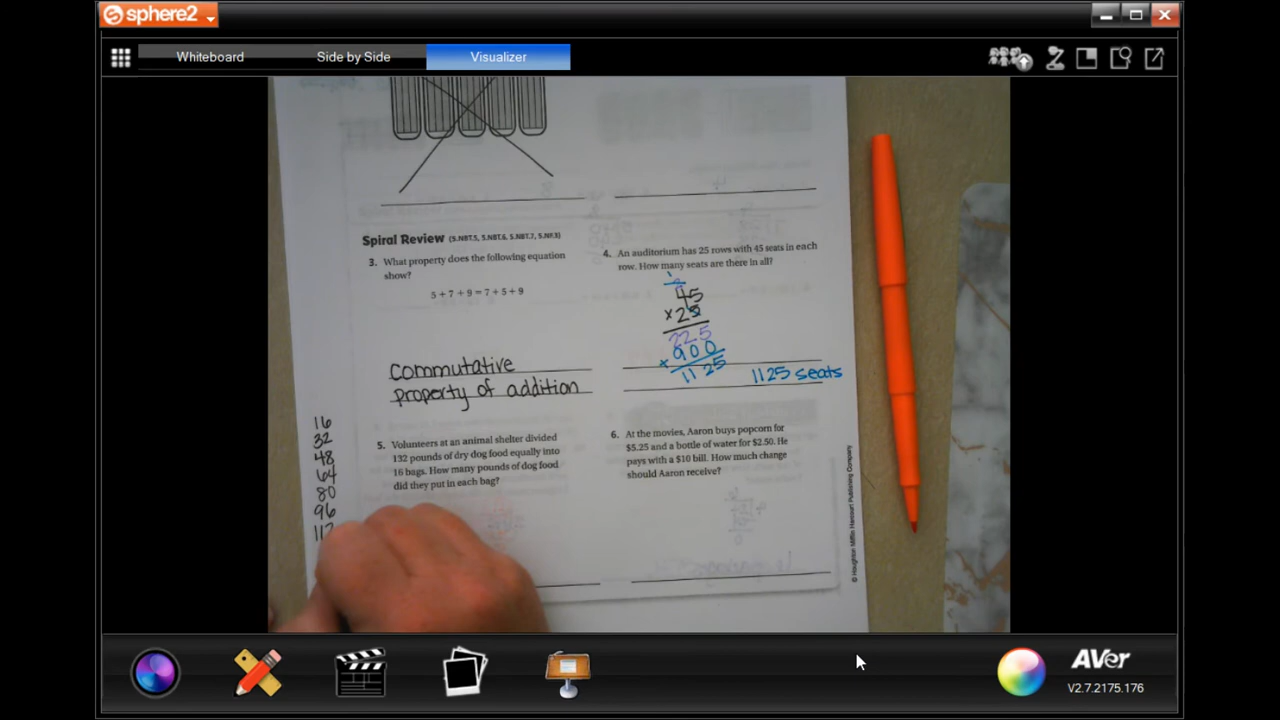 sphere2
Whiteboard
Side by Side
Visualizer
Spiral Review (5.NBT.5, 5.NBT.6, 5.NBT.7, 5.NF.3)
3. What property does the following equation
show?
5 + 7 + 9 = 7 + 5 + 9
commutative
property of addition
4. An auditorium has 25 rows with 45 seats in each
row. How many seats are there in all?
45
×25
225
900
1125
1125 seats
16
32
48
64
80
96
5. Volunteers at an animal shelter divided
132 pounds of dry dog food equally into
16 bags. How many pounds of dog food
did they put in each bag?
6. At the movies, Aaron buys popcorn for
$5.25 and a bottle of water for $2.50. He
pays with a $10 bill. How much change
should Aaron receive?
© Houghton Mifflin Harcourt Publishing Company
AVer
V2.7.2175.176